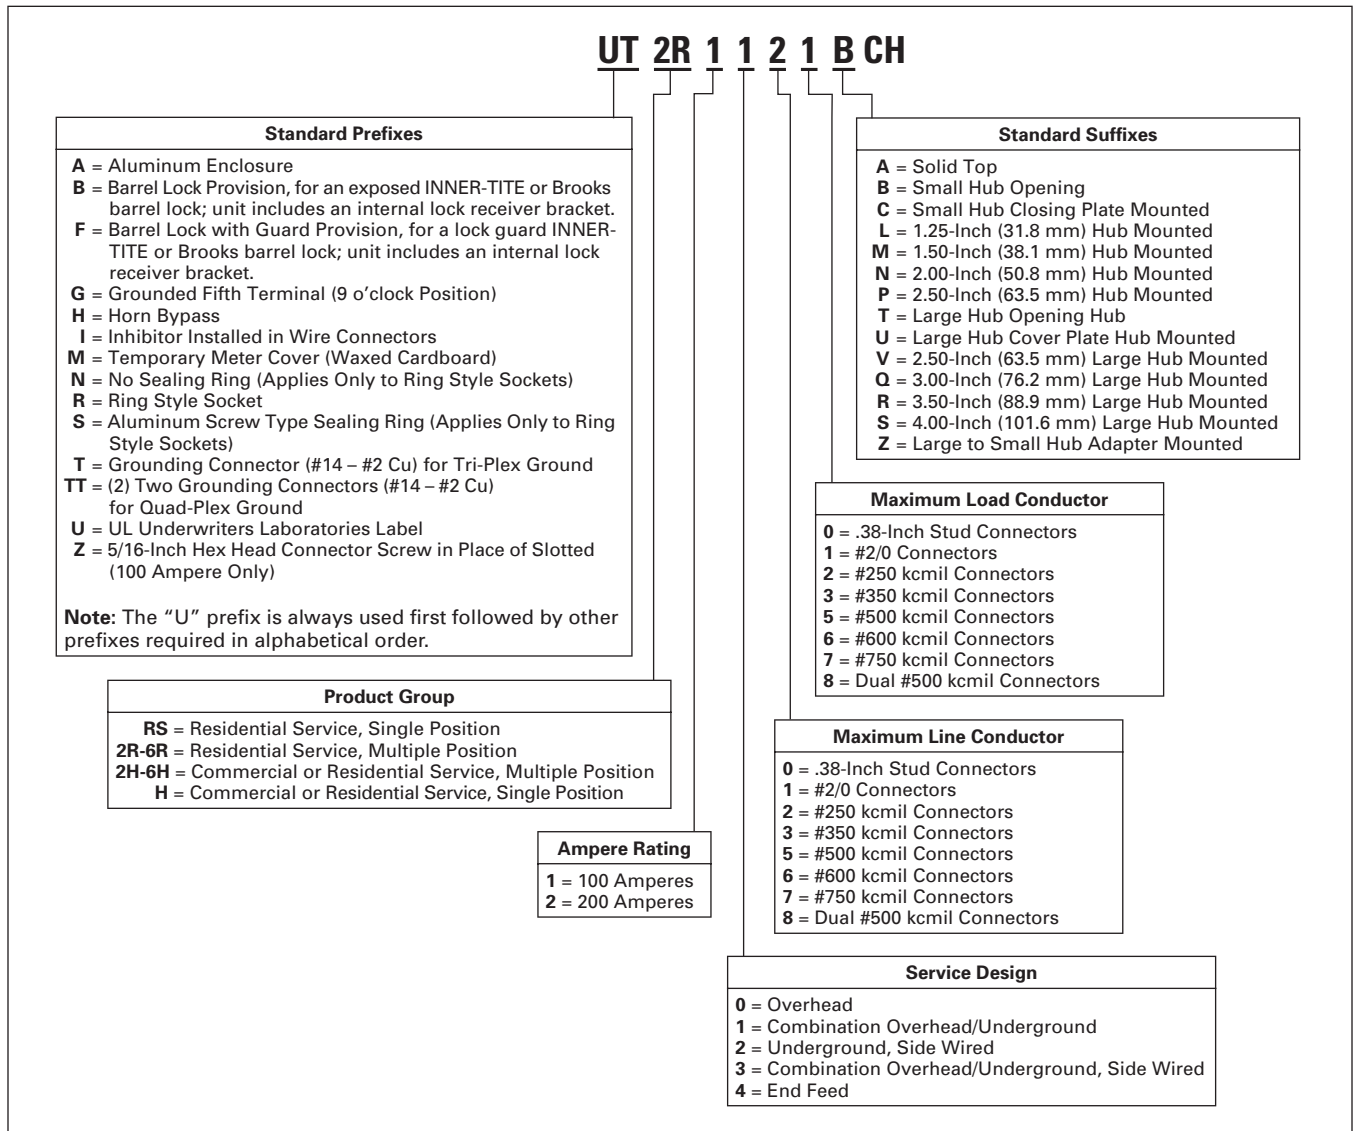 UT 2R 1 1 2 1 B CH
Standard Prefixes
A = Aluminum Enclosure
B = Barrel Lock Provision, for an exposed INNER-TITE or Brooks
barrel lock; unit includes an internal lock receiver bracket.
F = Barrel Lock with Guard Provision, for a lock guard INNER-
TITE or Brooks barrel lock; unit includes an internal lock
receiver bracket.
G = Grounded Fifth Terminal (9 o'clock Position)
H = Horn Bypass
I = Inhibitor Installed in Wire Connectors
M = Temporary Meter Cover (Waxed Cardboard)
N = No Sealing Ring (Applies Only to Ring Style Sockets)
R = Ring Style Socket
S = Aluminum Screw Type Sealing Ring (Applies Only to Ring
Style Sockets)
T = Grounding Connector (#14 – #2 Cu) for Tri-Plex Ground
TT = (2) Two Grounding Connectors (#14 – #2 Cu)
for Quad-Plex Ground
U = UL Underwriters Laboratories Label
Z = 5/16-Inch Hex Head Connector Screw in Place of Slotted
(100 Ampere Only)
Note: The “U” prefix is always used first followed by other
prefixes required in alphabetical order.
Standard Suffixes
A = Solid Top
B = Small Hub Opening
C = Small Hub Closing Plate Mounted
L = 1.25-Inch (31.8 mm) Hub Mounted
M = 1.50-Inch (38.1 mm) Hub Mounted
N = 2.00-Inch (50.8 mm) Hub Mounted
P = 2.50-Inch (63.5 mm) Hub Mounted
T = Large Hub Opening Hub
U = Large Hub Cover Plate Hub Mounted
V = 2.50-Inch (63.5 mm) Large Hub Mounted
Q = 3.00-Inch (76.2 mm) Large Hub Mounted
R = 3.50-Inch (88.9 mm) Large Hub Mounted
S = 4.00-Inch (101.6 mm) Large Hub Mounted
Z = Large to Small Hub Adapter Mounted
Maximum Load Conductor
0 = .38-Inch Stud Connectors
1 = #2/0 Connectors
2 = #250 kcmil Connectors
3 = #350 kcmil Connectors
5 = #500 kcmil Connectors
6 = #600 kcmil Connectors
7 = #750 kcmil Connectors
8 = Dual #500 kcmil Connectors
Product Group
RS = Residential Service, Single Position
2R-6R = Residential Service, Multiple Position
2H-6H = Commercial or Residential Service, Multiple Position
H = Commercial or Residential Service, Single Position
Maximum Line Conductor
0 = .38-Inch Stud Connectors
1 = #2/0 Connectors
2 = #250 kcmil Connectors
3 = #350 kcmil Connectors
5 = #500 kcmil Connectors
6 = #600 kcmil Connectors
7 = #750 kcmil Connectors
8 = Dual #500 kcmil Connectors
Ampere Rating
1 = 100 Amperes
2 = 200 Amperes
Service Design
0 = Overhead
1 = Combination Overhead/Underground
2 = Underground, Side Wired
3 = Combination Overhead/Underground, Side Wired
4 = End Feed